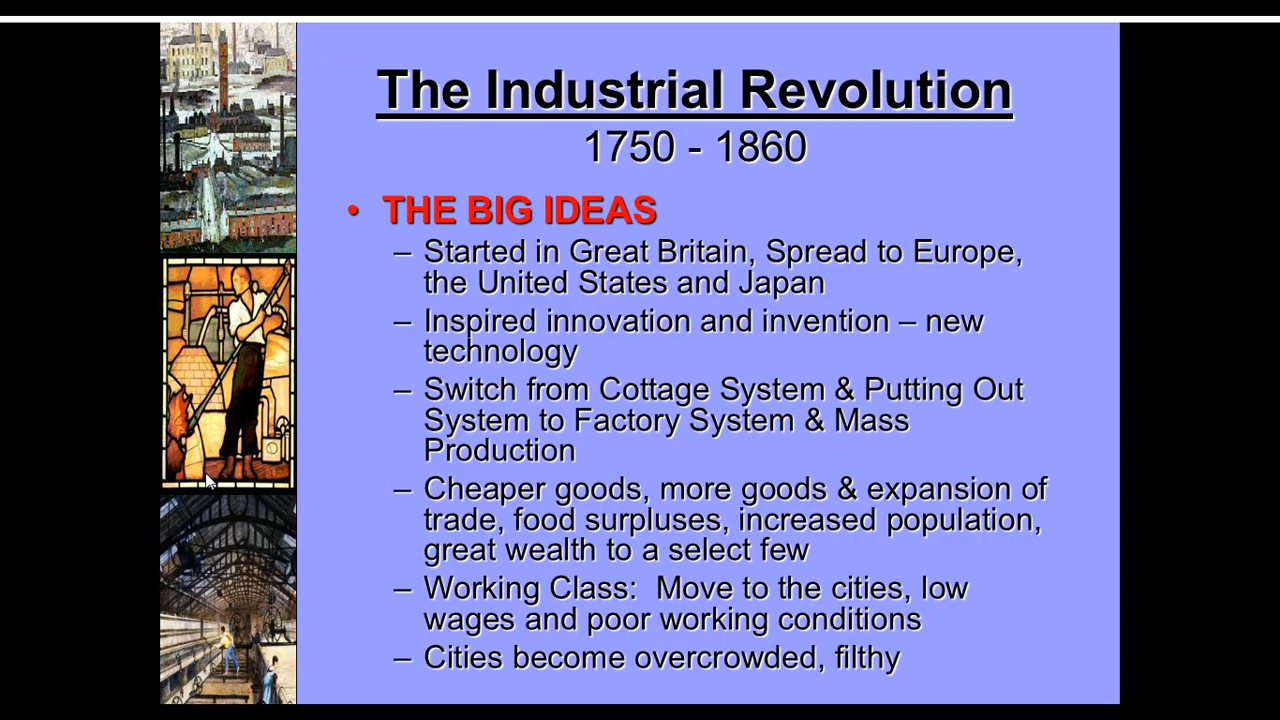 The Industrial Revolution
1750 - 1860
• THE BIG IDEAS
– Started in Great Britain, Spread to Europe,
the United States and Japan
– Inspired innovation and invention – new
technology
– Switch from Cottage System & Putting Out
System to Factory System & Mass
Production
– Cheaper goods, more goods & expansion of
trade, food surpluses, increased population,
great wealth to a select few
– Working Class:  Move to the cities, low
wages and poor working conditions
– Cities become overcrowded, filthy